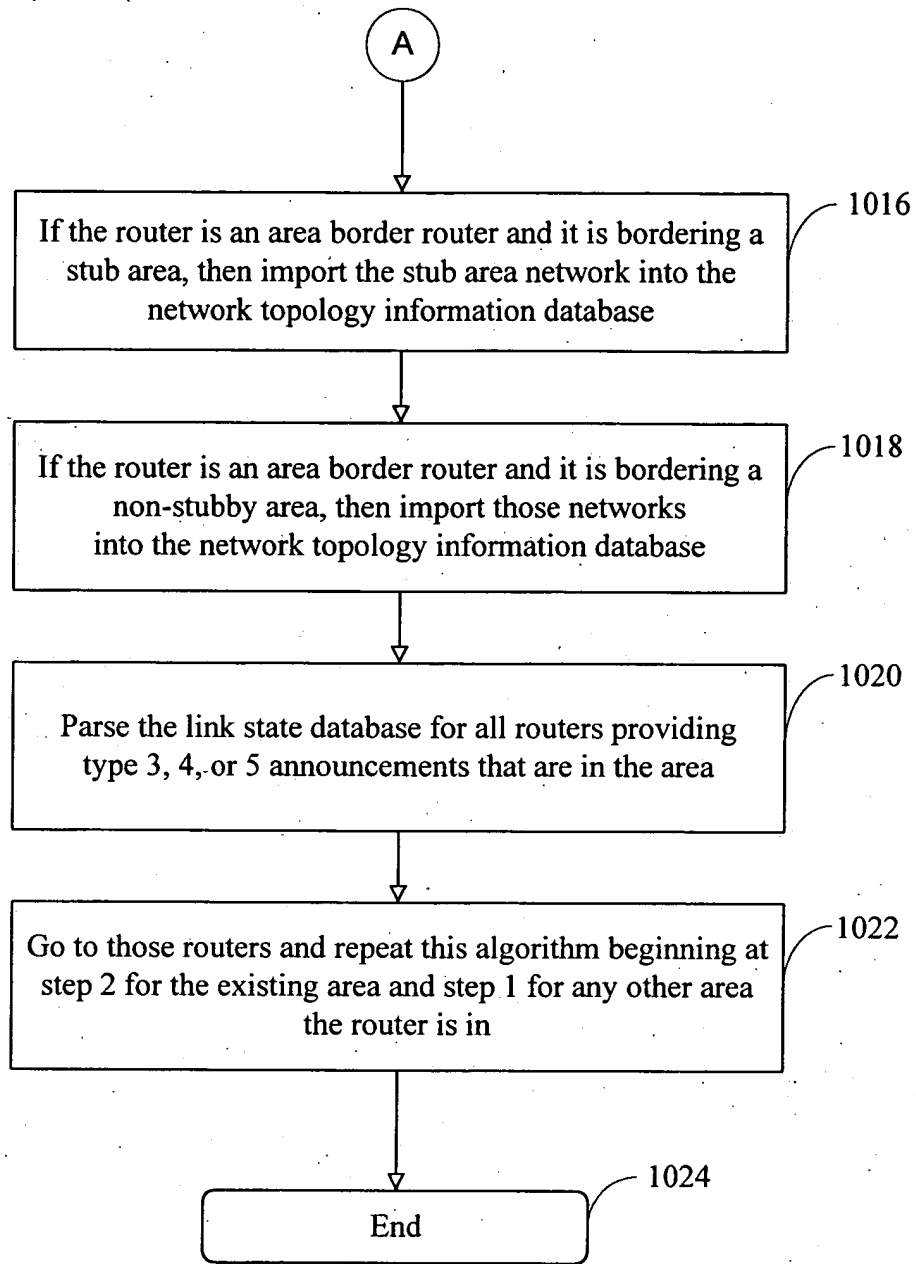 A
1016
If the router is an area border router and it is bordering a
stub area, then import the stub area network into the
network topology information database
1018
If the router is an area border router and it is bordering a
non-stubby area, then import those networks
into the network topology information database
1020
Parse the link state database for all routers providing
type 3, 4, or 5 announcements that are in the area
1022
Go to those routers and repeat this algorithm beginning at
step 2 for the existing area and step 1 for any other area
the router is in
1024
End